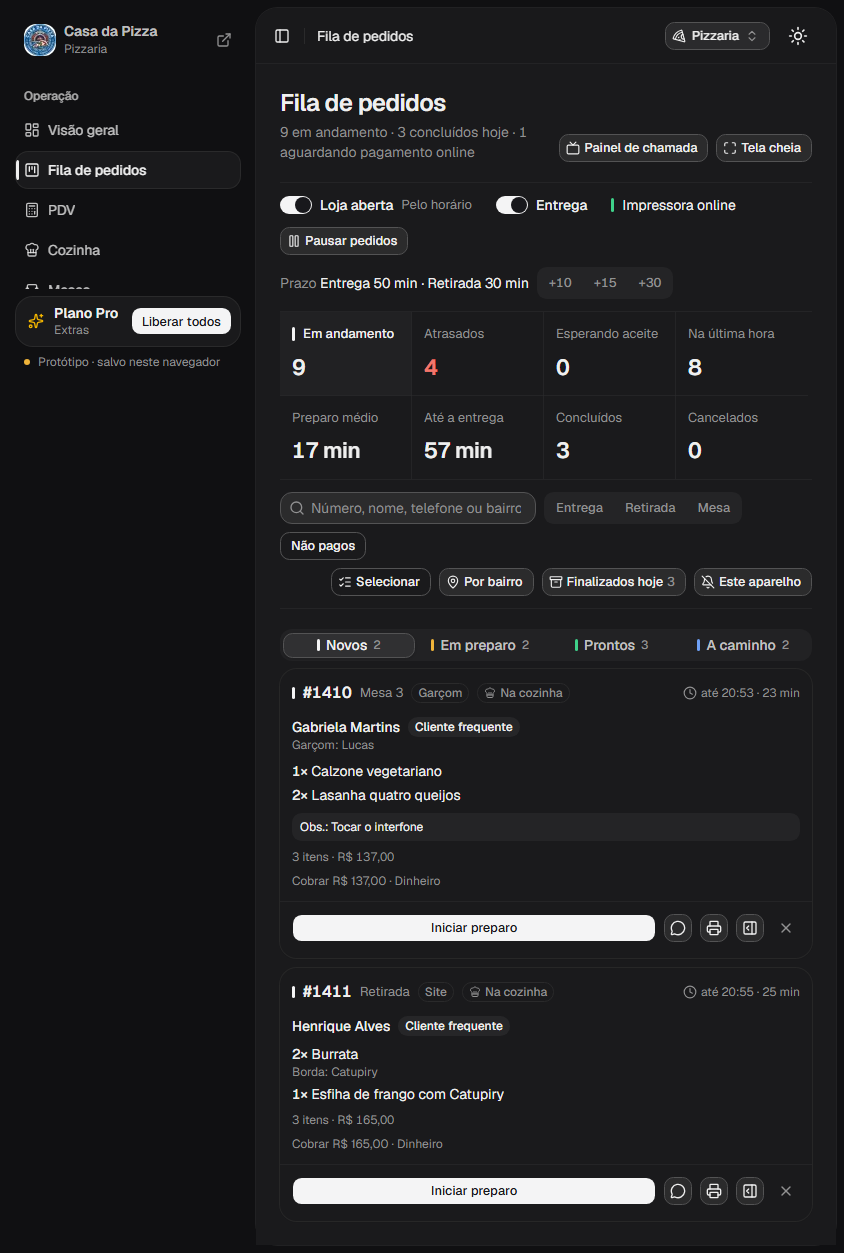 Casa da Pizza
Pizzaria
Operação
Visão geral
Fila de pedidos
PDV
Cozinha
Plano Pro
Extras
Liberar todos
Protótipo · salvo neste navegador
Fila de pedidos
Pizzaria
Fila de pedidos
9 em andamento · 3 concluídos hoje · 1
aguardando pagamento online
Painel de chamada
Tela cheia
Loja aberta Pelo horário Entrega Impressora online
Pausar pedidos
Prazo Entrega 50 min · Retirada 30 min +10 +15 +30
Em andamento Atrasados Esperando aceite Na última hora
9 4 0 8
Preparo médio Até a entrega Concluídos Cancelados
17 min 57 min 3 0
Número, nome, telefone ou bairro Entrega Retirada Mesa
Não pagos
Selecionar Por bairro Finalizados hoje 3 Este aparelho
Novos 2 Em preparo 2 Prontos 3 A caminho 2
#1410 Mesa 3 Garçom Na cozinha até 20:53 · 23 min
Gabriela Martins Cliente frequente
Garçom: Lucas
1× Calzone vegetariano
2× Lasanha quatro queijos
Obs.: Tocar o interfone
3 itens · R$ 137,00
Cobrar R$ 137,00 · Dinheiro
Iniciar preparo
#1411 Retirada Site Na cozinha até 20:55 · 25 min
Henrique Alves Cliente frequente
2× Burrata
Borda: Catupiry
1× Esfiha de frango com Catupiry
3 itens · R$ 165,00
Cobrar R$ 165,00 · Dinheiro
Iniciar preparo